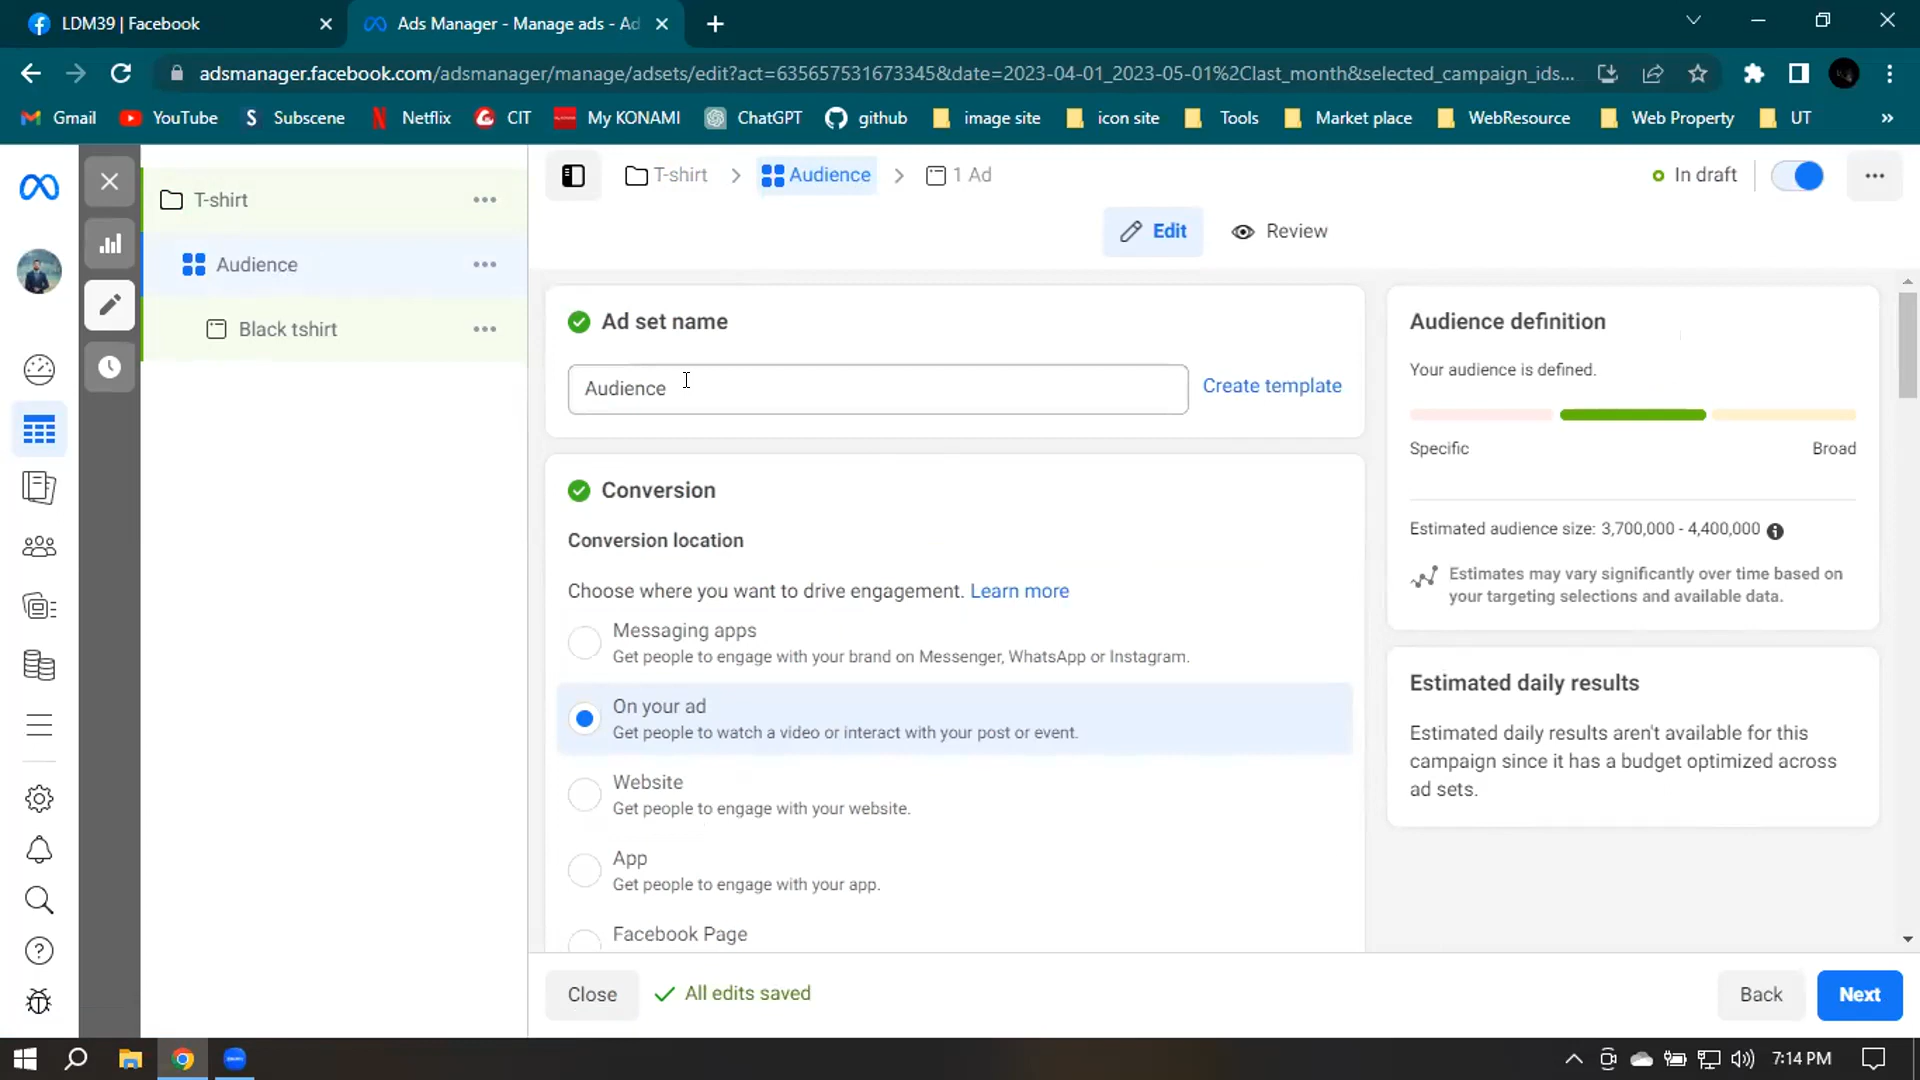 LDM39 | Facebook
Ads Manager - Manage ads - Ad
adsmanager.facebook.com/adsmanager/manage/adsets/edit?act=635657531673345&date=2023-04-01_2023-05-01%2Clast_month&selected_campaign_ids...
Gmail YouTube Subscene Netflix CIT My KONAMI ChatGPT github image site icon site Tools Market place WebResource Web Property UT »
T-shirt
Audience
Black tshirt
T-shirt > Audience > 1 Ad
In draft
Edit
Review
Ad set name
Audience
Create template
Conversion
Conversion location
Choose where you want to drive engagement. Learn more
Messaging apps
Get people to engage with your brand on Messenger, WhatsApp or Instagram.
On your ad
Get people to watch a video or interact with your post or event.
Website
Get people to engage with your website.
App
Get people to engage with your app.
Facebook Page
Audience definition
Your audience is defined.
Specific
Broad
Estimated audience size: 3,700,000 - 4,400,000
Estimates may vary significantly over time based on
your targeting selections and available data.
Estimated daily results
Estimated daily results aren't available for this
campaign since it has a budget optimized across
ad sets.
Close
All edits saved
Back
Next
7:14 PM